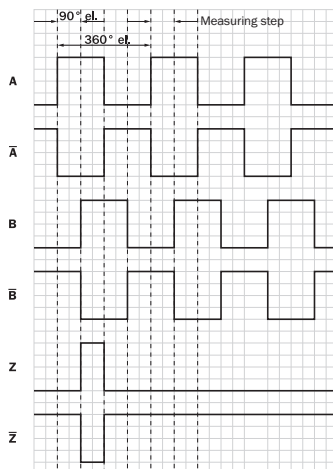 90° el.
Measuring step
360° el.
A
A̅
B
B̅
Z
Z̅